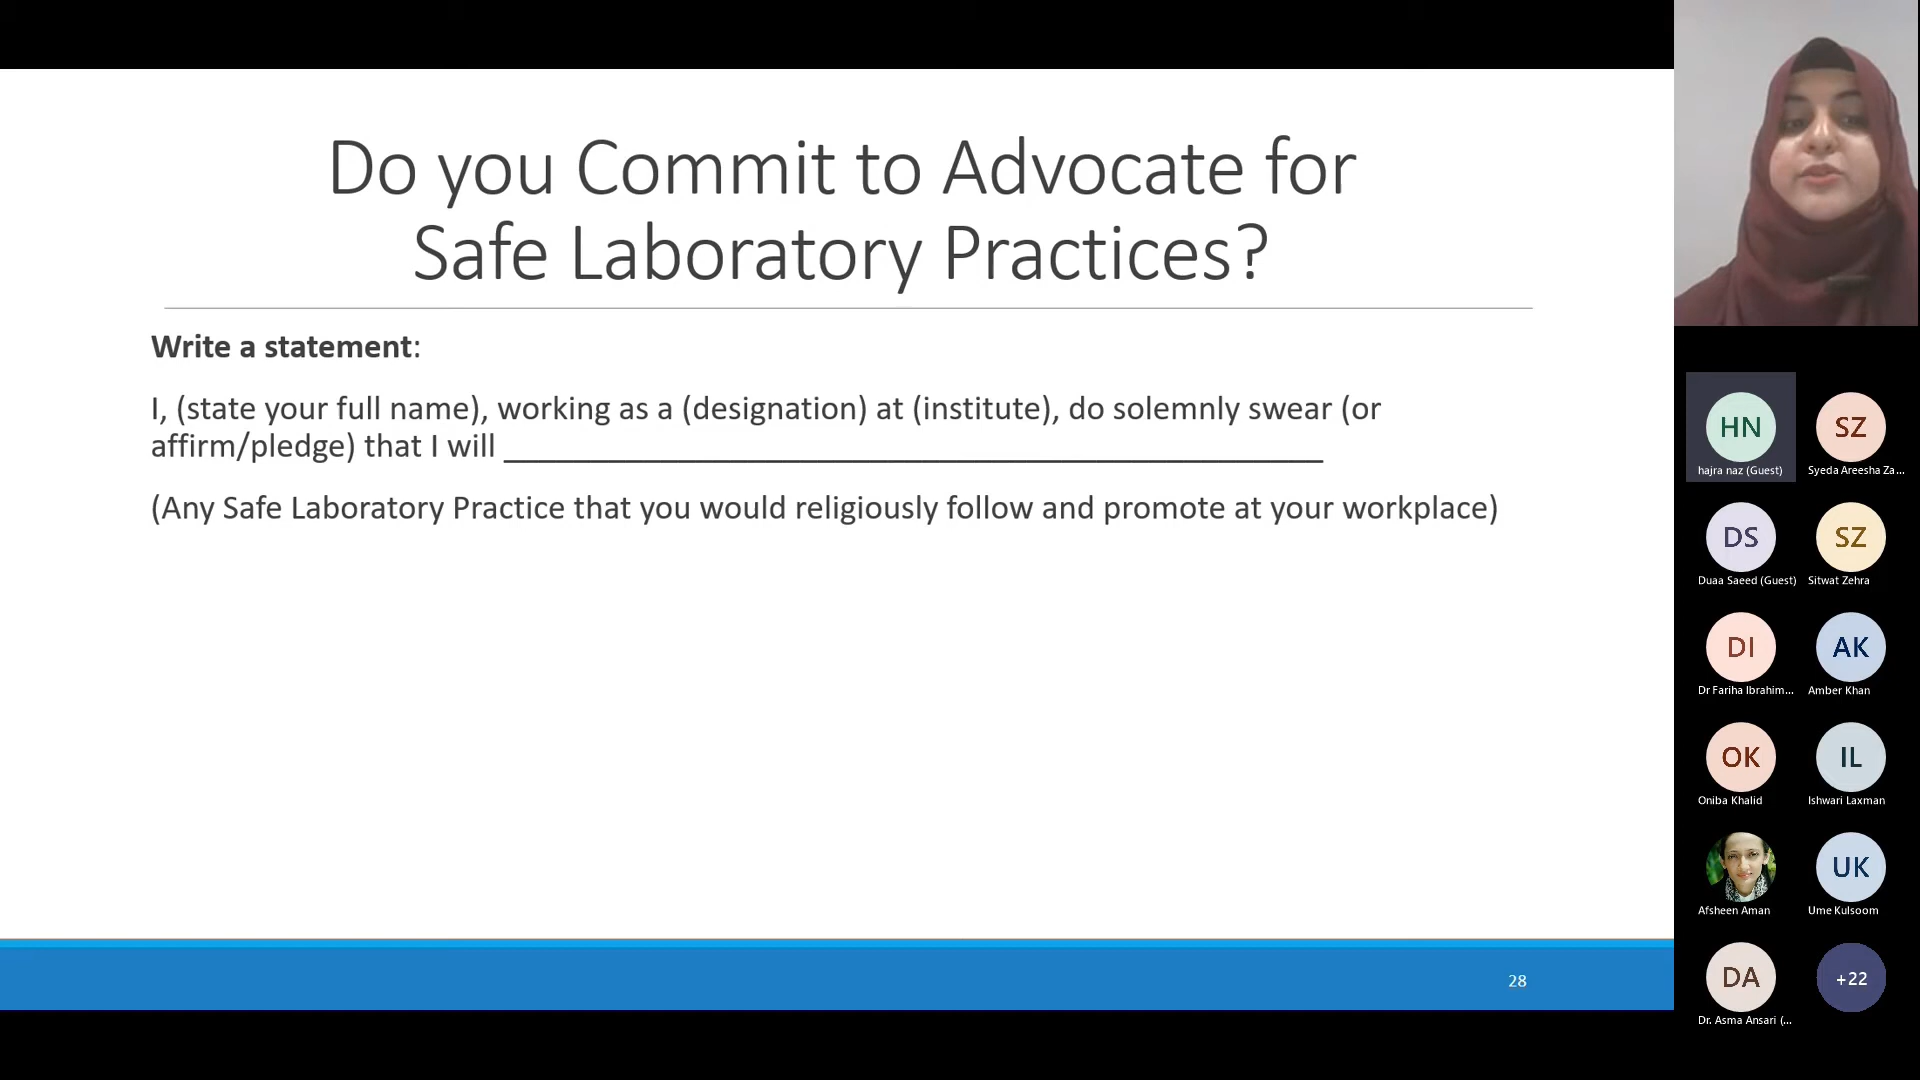 Do you Commit to Advocate for
Safe Laboratory Practices?
Write a statement:
I, (state your full name), working as a (designation) at (institute), do solemnly swear (or
affirm/pledge) that I will ___________________________________________________
(Any Safe Laboratory Practice that you would religiously follow and promote at your workplace)
28
HN
hajra naz (Guest)
SZ
Syeda Areesha Za...
DS
Duaa Saeed (Guest)
SZ
Sitwat Zehra
DI
Dr Fariha Ibrahim...
AK
Amber Khan
OK
Oniba Khalid
IL
Ishwari Laxman
Afsheen Aman
UK
Ume Kulsoom
DA
Dr. Asma Ansari (...
+22